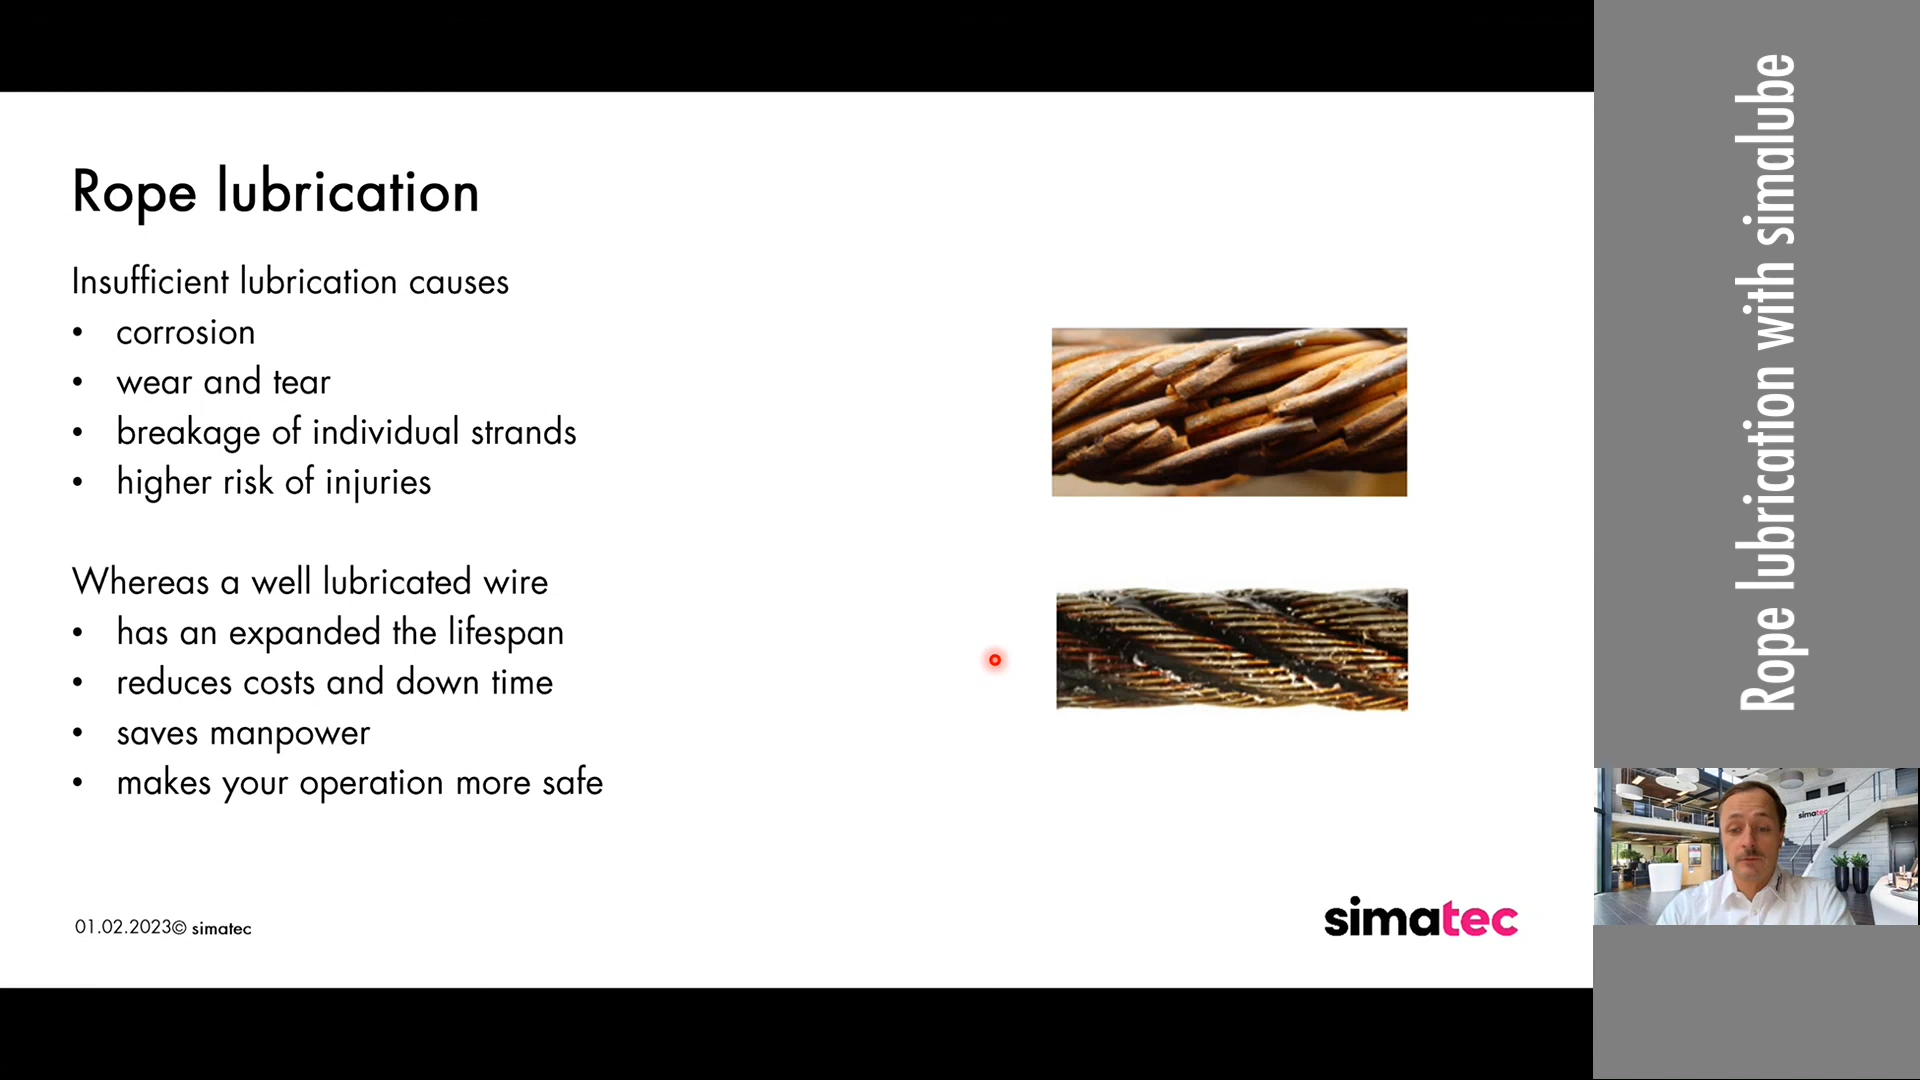 Rope lubrication
Insufficient lubrication causes
• corrosion
• wear and tear
• breakage of individual strands
• higher risk of injuries
Whereas a well lubricated wire
• has an expanded the lifespan
• reduces costs and down time
• saves manpower
• makes your operation more safe
01.02.2023© simatec
simatec
Rope lubrication with simalube
simatec